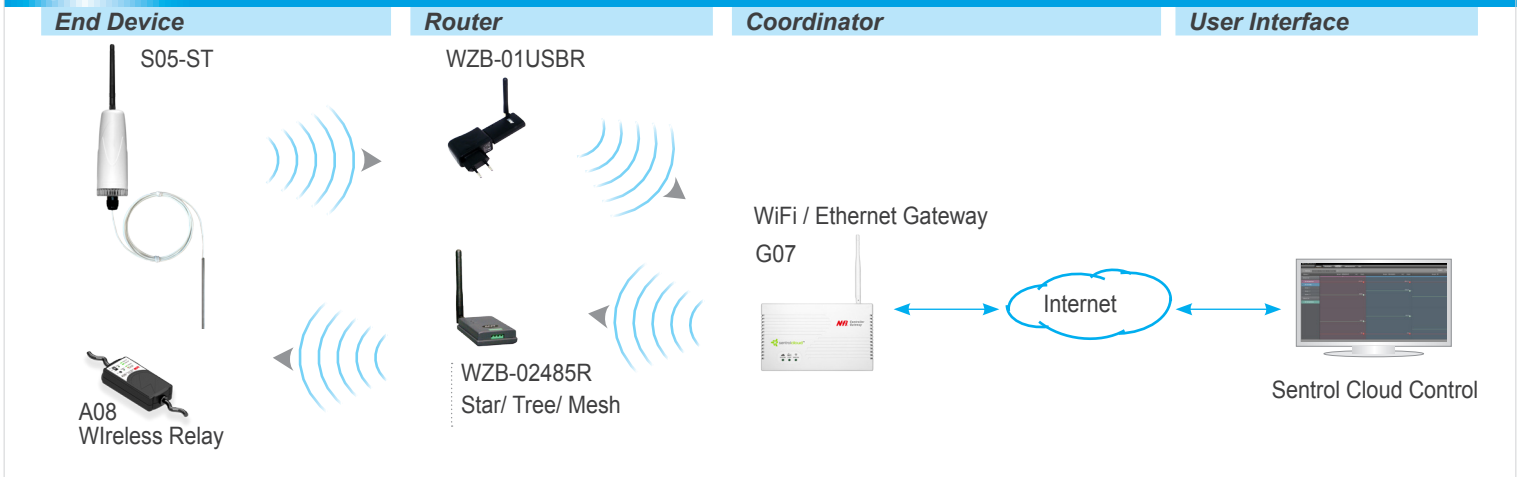 End Device
Router
Coordinator
User Interface
S05-ST
WZB-01USBR
WiFi / Ethernet Gateway
G07
Internet
WZB-02485R
Star/ Tree/ Mesh
Sentrol Cloud Control
A08
WIreless Relay